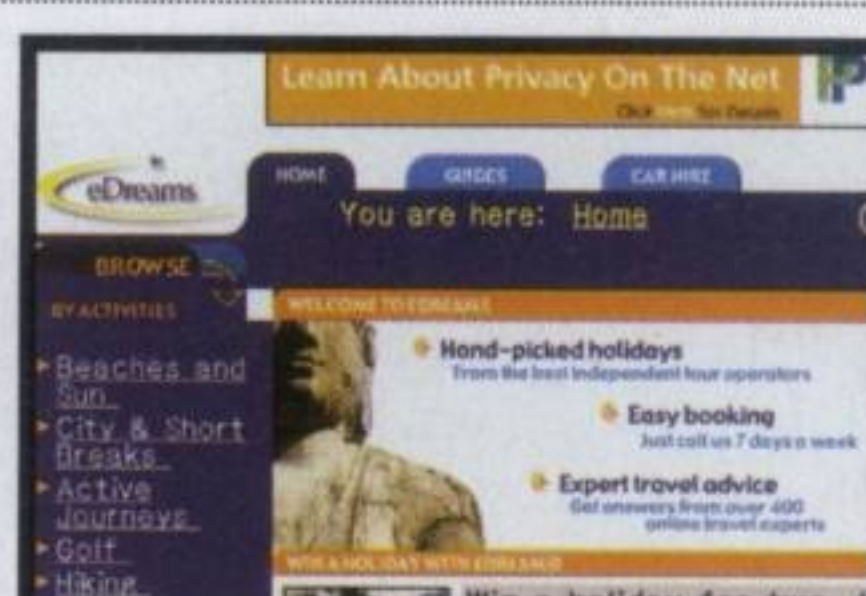 Learn About Privacy On The Net
Click Here for Details
eDreams
HOME
GUIDES
CAR HIRE
You are here: Home
BROWSE
BY ACTIVITIES
WELCOME TO EDREAMS
Hand-picked holidays
From the best independent tour operators
Easy booking
Just call us 7 days a week
Expert travel advice
Get answers from over 400
online travel experts
Beaches and
Sun
City & Short
Breaks
Active
Journeys
Golf
Hiking
WIN A HOLIDAY WITH EDREAMS